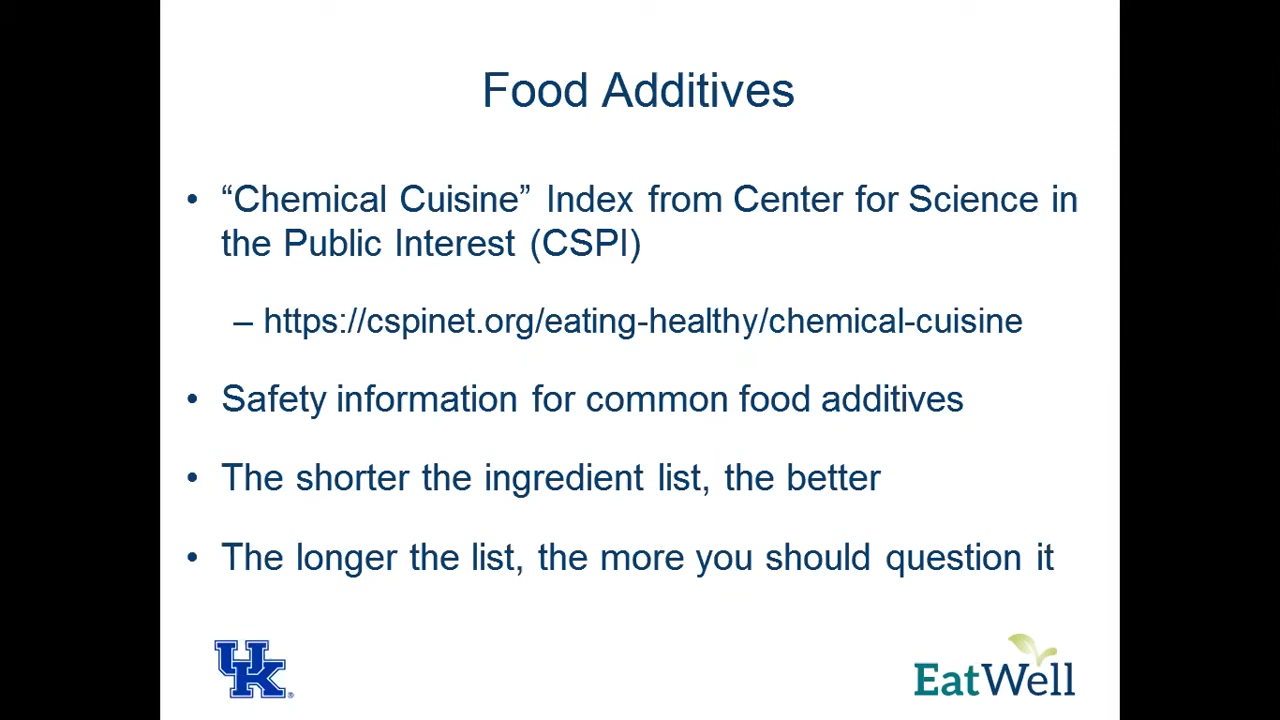 Food Additives
• “Chemical Cuisine” Index from Center for Science in
the Public Interest (CSPI)
– https://cspinet.org/eating-healthy/chemical-cuisine
• Safety information for common food additives
• The shorter the ingredient list, the better
• The longer the list, the more you should question it
UK®
EatWell